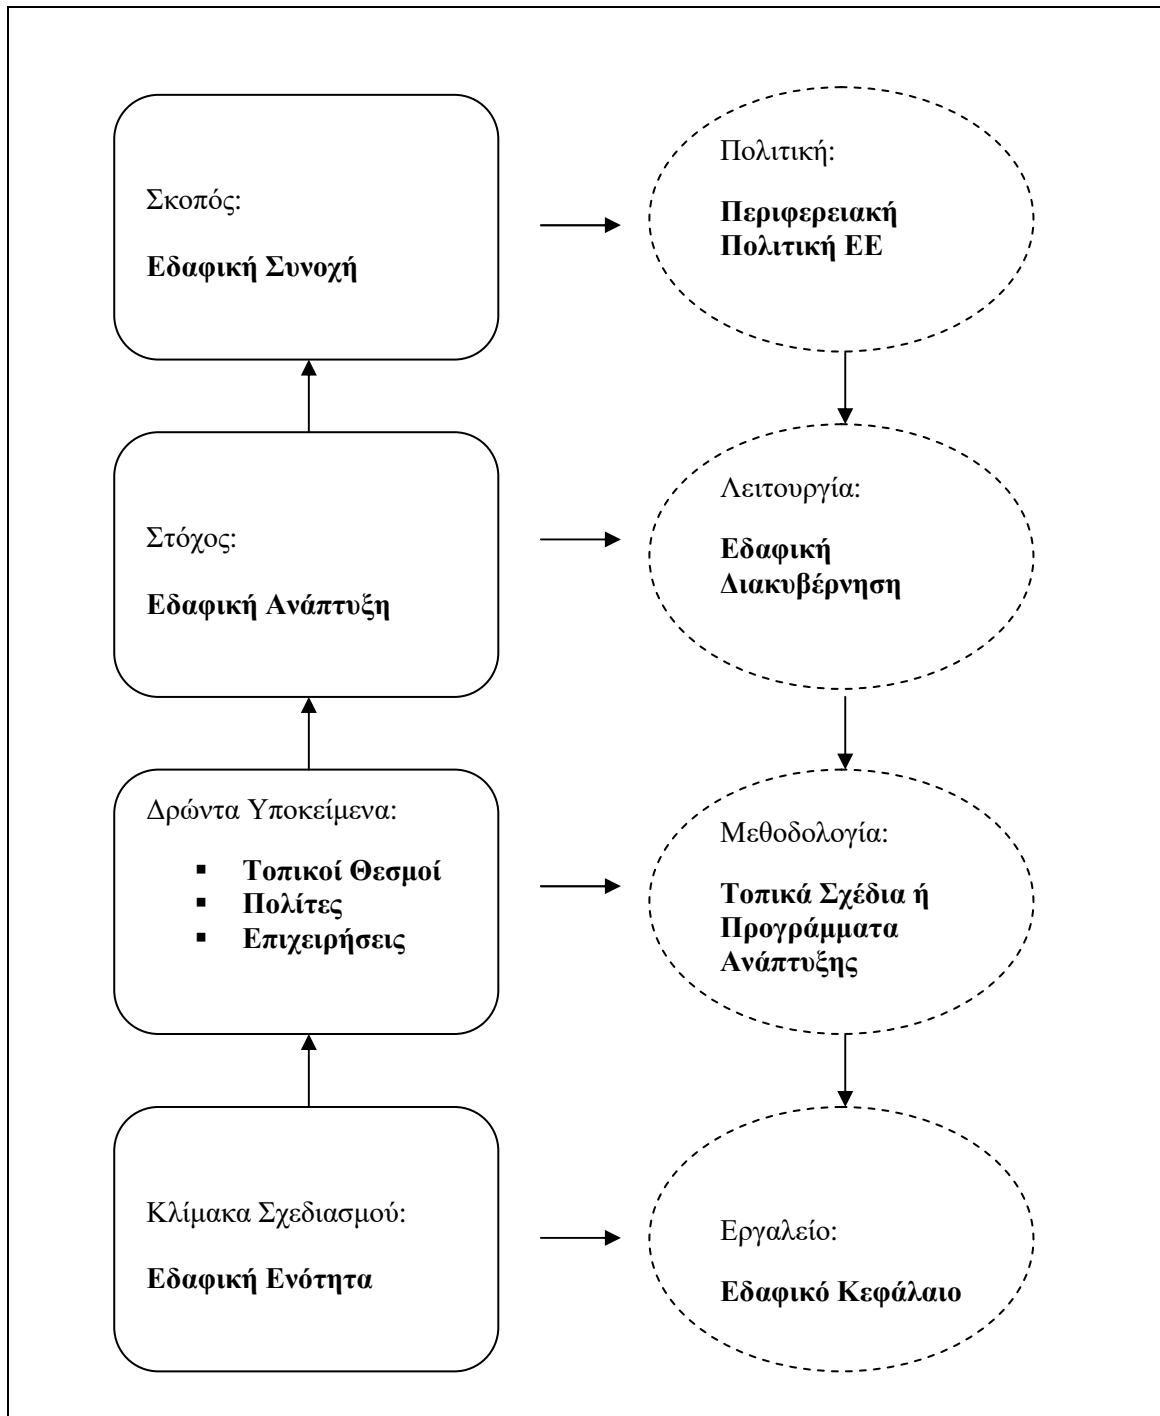 Σκοπός:
Εδαφική Συνοχή
Πολιτική:
Περιφερειακή
Πολιτική ΕΕ
Στόχος:
Εδαφική Ανάπτυξη
Λειτουργία:
Εδαφική
Διακυβέρνηση
Δρώντα Υποκείμενα:
▪ Τοπικοί Θεσμοί
▪ Πολίτες
▪ Επιχειρήσεις
Μεθοδολογία:
Τοπικά Σχέδια ή
Προγράμματα
Ανάπτυξης
Κλίμακα Σχεδιασμού:
Εδαφική Ενότητα
Εργαλείο:
Εδαφικό Κεφάλαιο